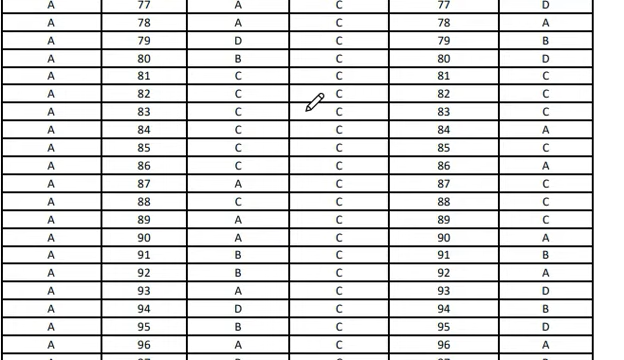 A 77 A C 77 D
A 78 A C 78 A
A 79 D C 79 B
A 80 B C 80 D
A 81 C C 81 C
A 82 C C 82 C
A 83 C C 83 C
A 84 C C 84 A
A 85 C C 85 C
A 86 C C 86 A
A 87 A C 87 C
A 88 C C 88 C
A 89 A C 89 C
A 90 A C 90 A
A 91 B C 91 B
A 92 B C 92 A
A 93 A C 93 D
A 94 D C 94 B
A 95 B C 95 D
A 96 A C 96 A